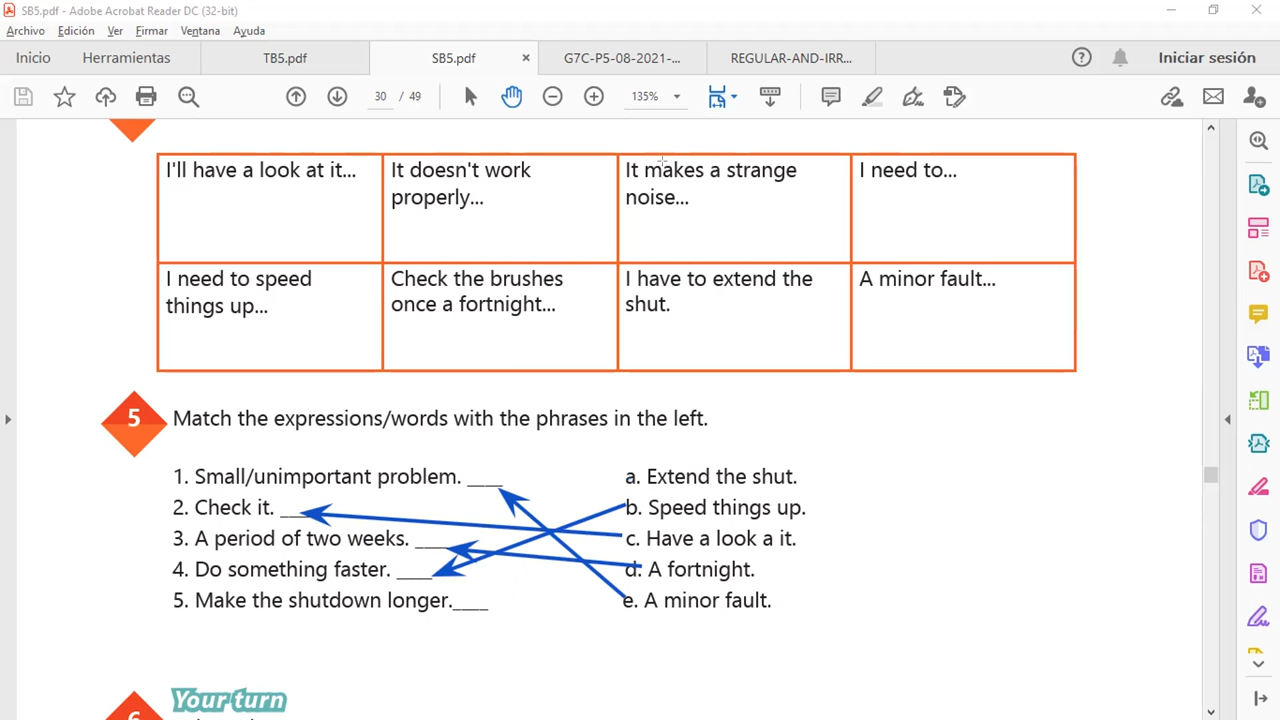 SB5.pdf - Adobe Acrobat Reader DC (32-bit)
Archivo Edición Ver Firmar Ventana Ayuda
Inicio Herramientas TB5.pdf SB5.pdf × G7C-P5-08-2021-... REGULAR-AND-IRR... Iniciar sesión
30 / 49 135%
I'll have a look at it...
It doesn't work
properly...
It makes a strange
noise...
I need to...
I need to speed
things up...
Check the brushes
once a fortnight...
I have to extend the
shut.
A minor fault...
5 Match the expressions/words with the phrases in the left.
1. Small/unimportant problem. ____ a. Extend the shut.
2. Check it. ____ b. Speed things up.
3. A period of two weeks. ____ c. Have a look a it.
4. Do something faster. ____ d. A fortnight.
5. Make the shutdown longer.____ e. A minor fault.
Your turn